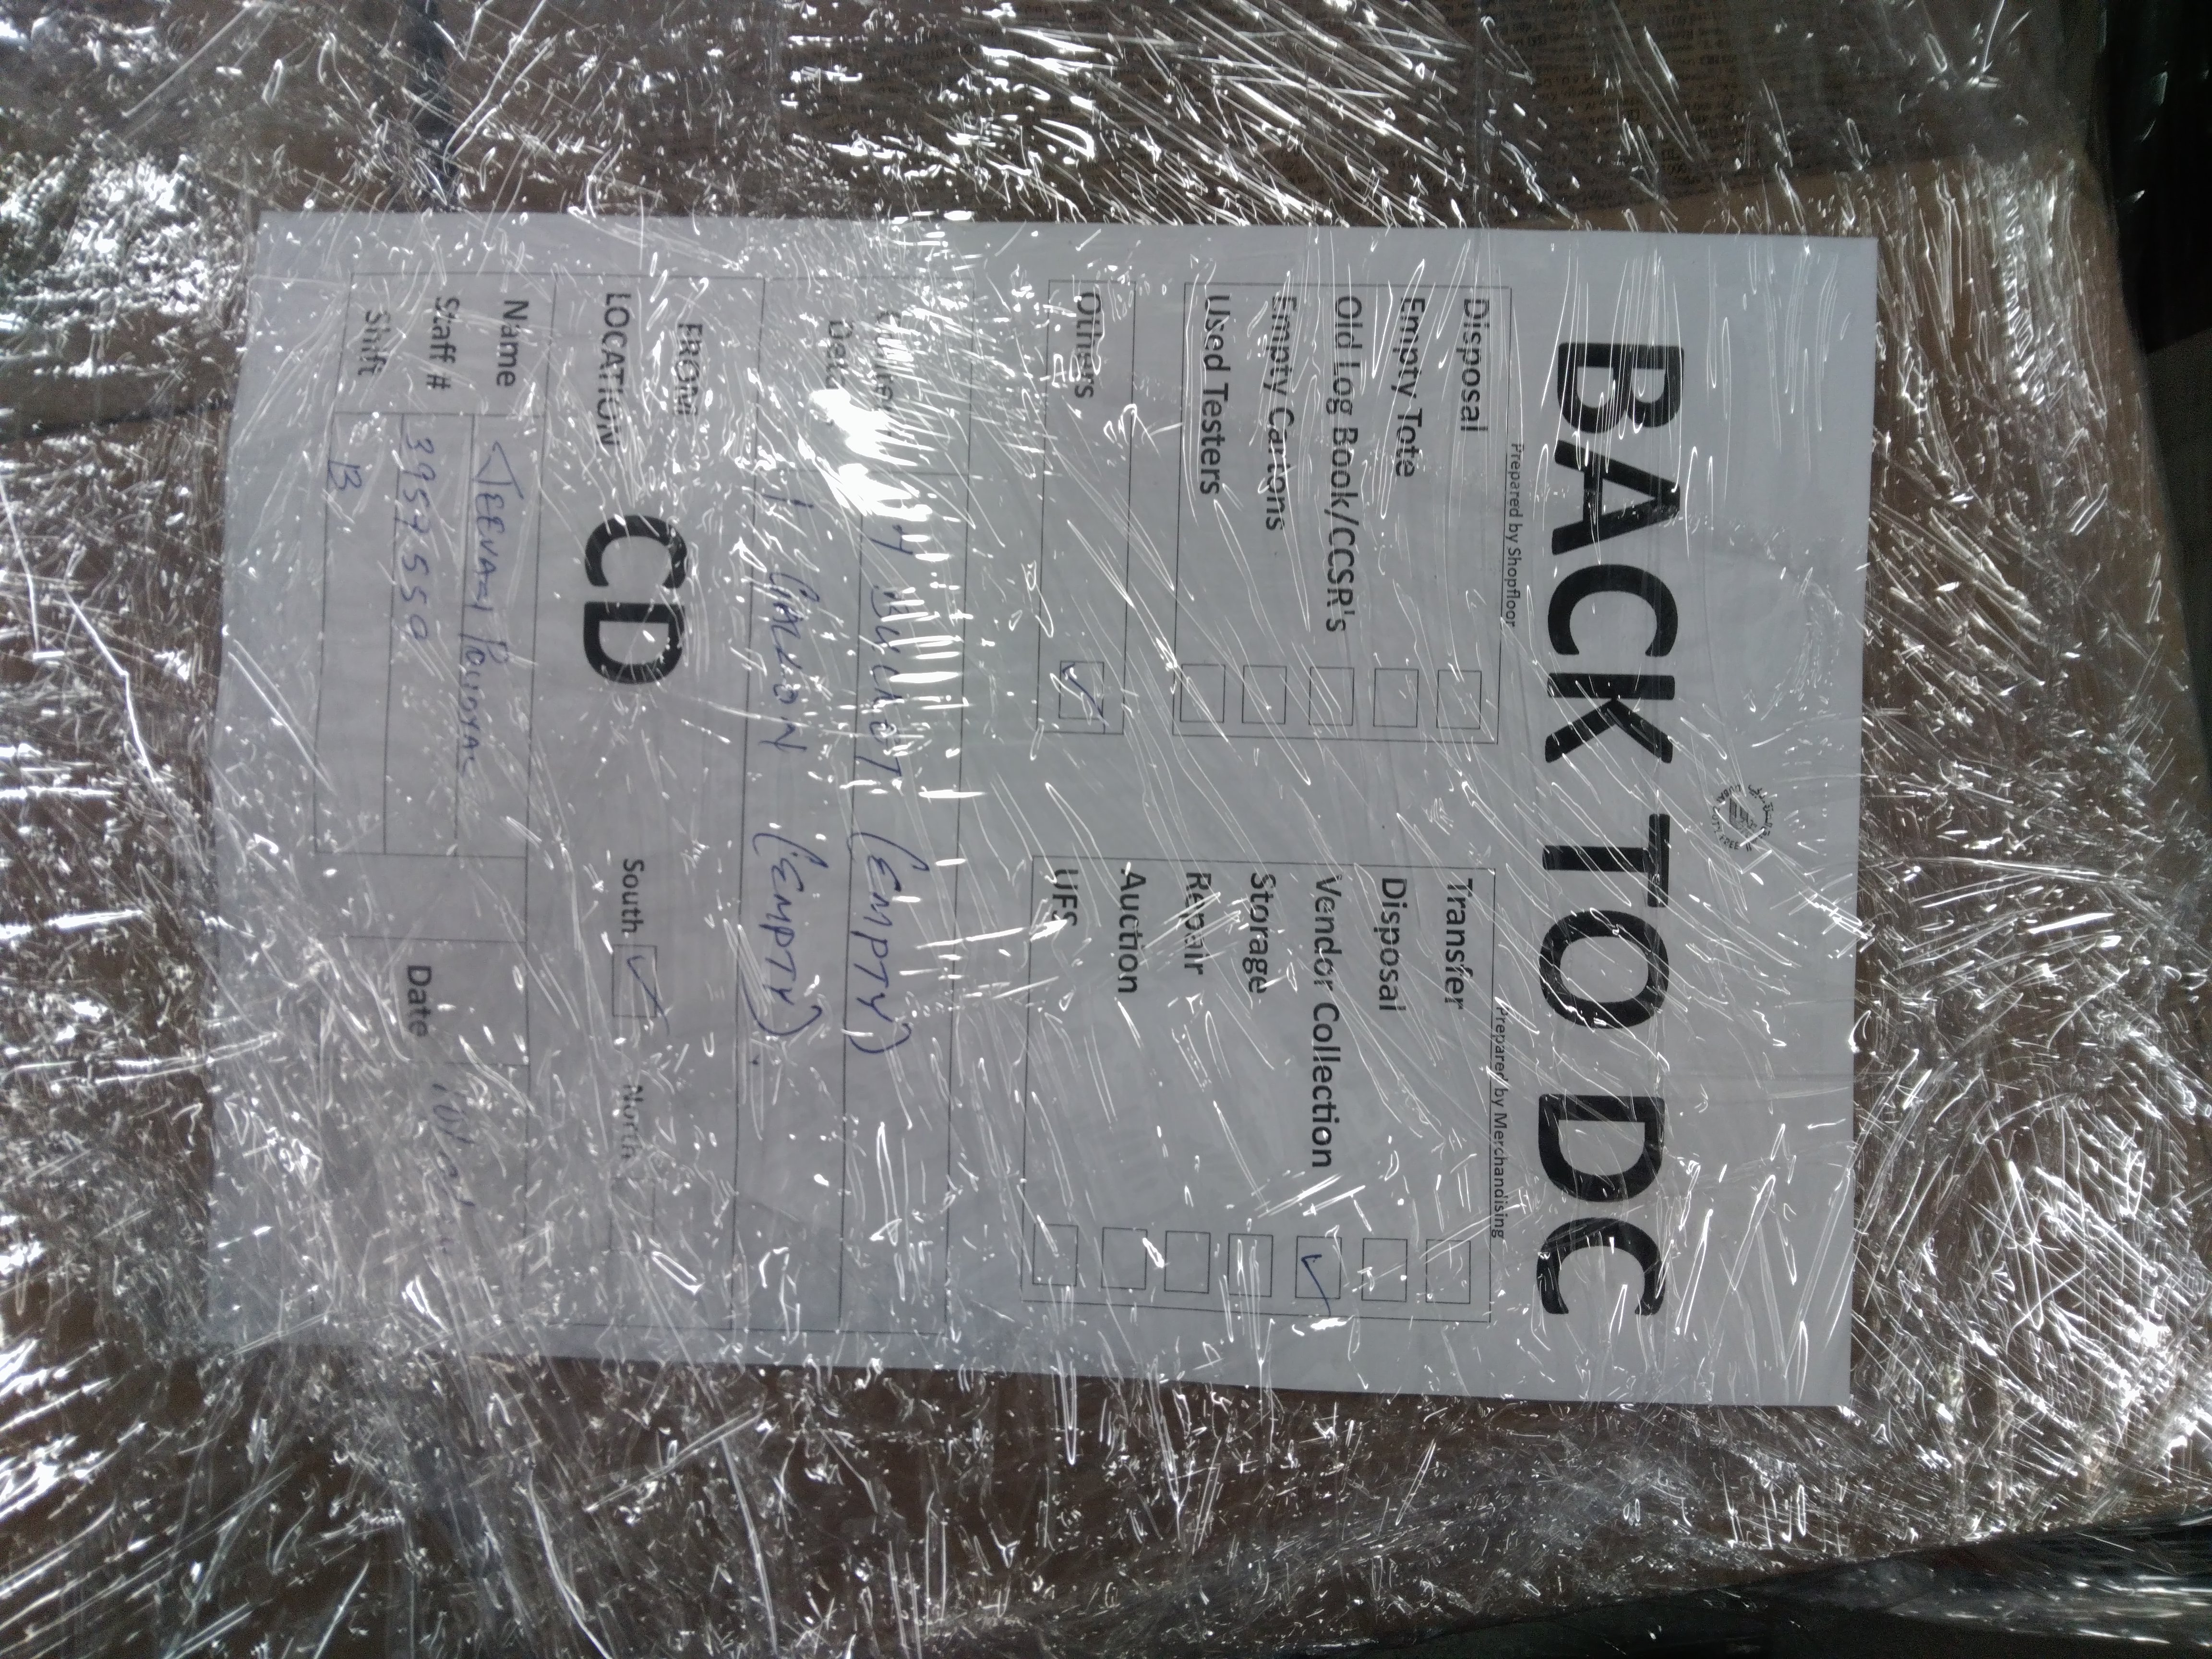 BACK TO DC
Prepared by Shopfloor
Prepared by Merchandising
Disposal
Empty Tote
Old Log Book/CCSR's
Empty Cartons
Used Testers
Others
Transfer
Disposal
Vendor Collection
Storage
Repair
Auction
UFS
(EMPTY)
1 (EMPTY).
FROM
LOCATION
CD
South
North
Name JEEVAN
Staff #
Shift B
Date